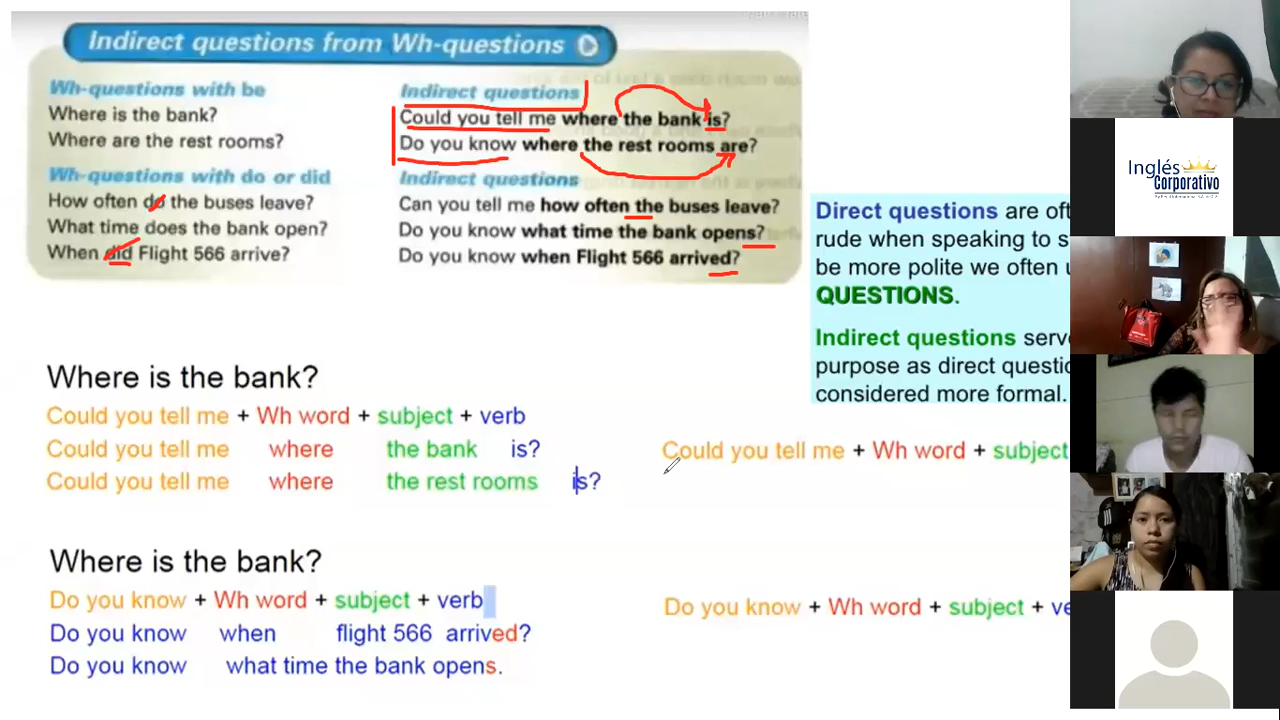 Indirect questions from Wh-questions
Wh-questions with be
Where is the bank?
Where are the rest rooms?
Wh-questions with do or did
How often do the buses leave?
What time does the bank open?
When did Flight 566 arrive?
Indirect questions
Could you tell me where the bank is?
Do you know where the rest rooms are?
Indirect questions
Can you tell me how often the buses leave?
Do you know what time the bank opens?
Do you know when Flight 566 arrived?
Direct questions are oft
rude when speaking to s
be more polite we often u
QUESTIONS.
Indirect questions serv
purpose as direct questio
considered more formal.
Where is the bank?
Could you tell me + Wh word + subject + verb
Could you tell me where the bank is?
Could you tell me where the rest rooms is?
Could you tell me + Wh word + subject
Where is the bank?
Do you know + Wh word + subject + verb
Do you know when flight 566 arrived?
Do you know what time the bank opens.
Do you know + Wh word + subject + ve
Inglés
Corporativo